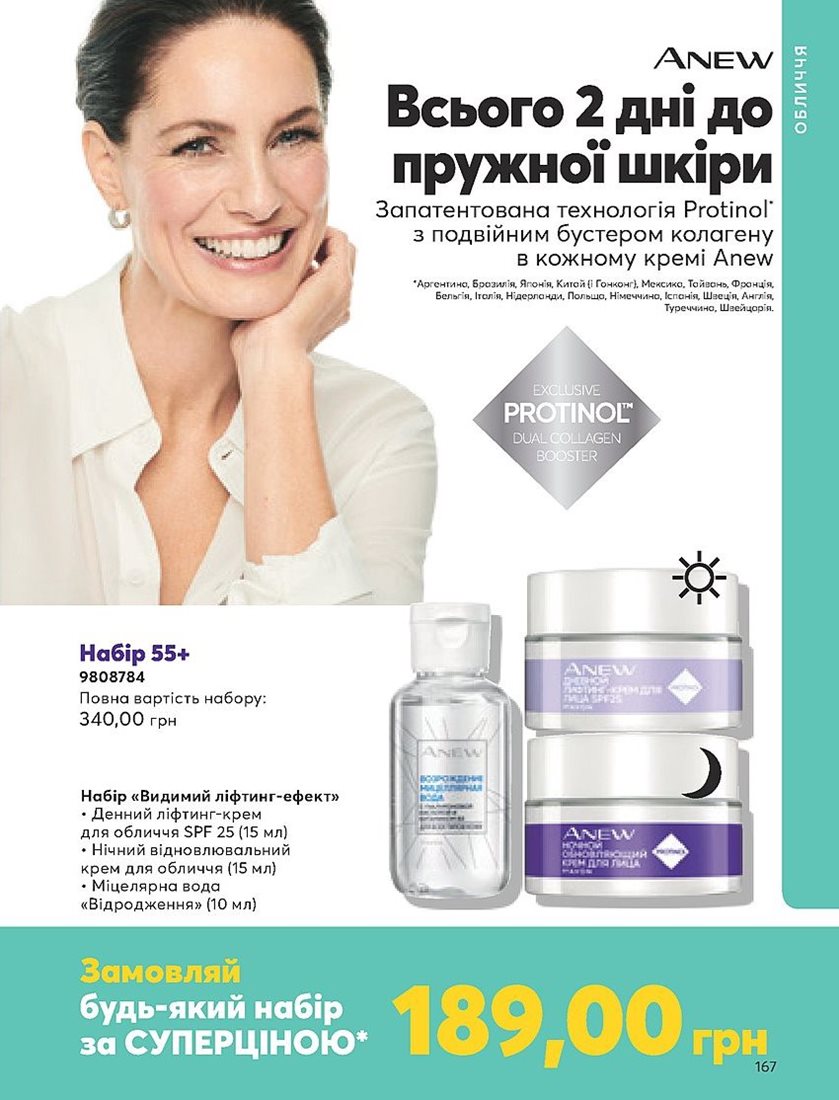 ANEW
Всього 2 дні до
пружної шкіри
Запатентована технологія Protinol*
з подвійним бустером колагену
в кожному кремі Anew
*Аргентина, Бразилія, Японія, Китай (і Гонконг), Мексика, Тайвань, Франція,
Бельгія, Італія, Нідерланди, Польща, Німеччина, Іспанія, Швеція, Англія,
Туреччина, Швейцарія.
ОБЛИЧЧЯ
EXCLUSIVE
PROTINOL™
DUAL COLLAGEN
BOOSTER
Набір 55+
9808784
Повна вартість набору:
340,00 грн
Набір «Видимий ліфтинг-ефект»
• Денний ліфтинг-крем
для обличчя SPF 25 (15 мл)
• Нічний відновлювальний
крем для обличчя (15 мл)
• Міцелярна вода
«Відродження» (10 мл)
ANEW
ВОЗРОЖДЕНИЕ
МИЦЕЛЛЯРНАЯ
ВОДА
ANEW
ДНЕВНОЙ
ЛИФТИНГ-КРЕМ ДЛЯ
ЛИЦА SPF25
PROTINOL
ANEW
НОЧНОЙ
ОБНОВЛЯЮЩИЙ
КРЕМ ДЛЯ ЛИЦА
PROTINOL
Замовляй
будь-який набір
за СУПЕРЦІНОЮ*
189,00 грн
167